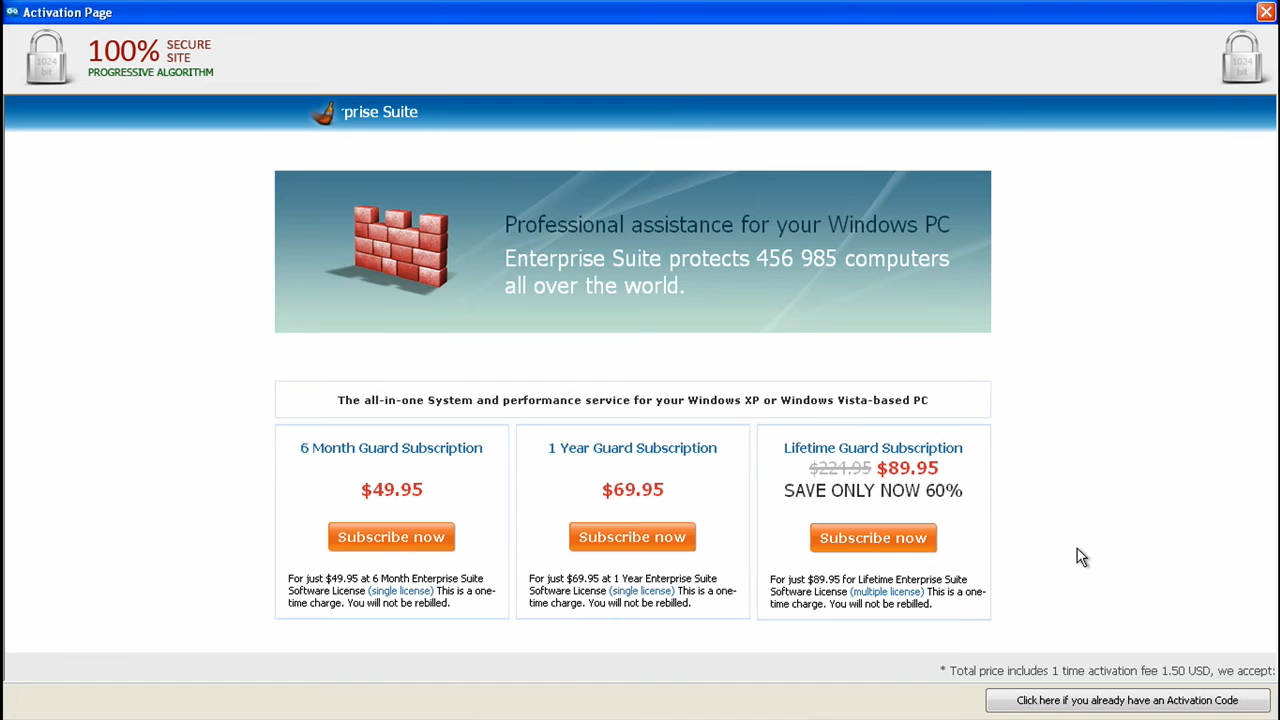 Activation Page
1024
bit
100% SECURE
SITE
PROGRESSIVE ALGORITHM
1024
bit
prise Suite
Professional assistance for your Windows PC
Enterprise Suite protects 456 985 computers
all over the world.
The all-in-one System and performance service for your Windows XP or Windows Vista-based PC
6 Month Guard Subscription
$49.95
Subscribe now
For just $49.95 at 6 Month Enterprise Suite
Software License (single license) This is a one-
time charge. You will not be rebilled.
1 Year Guard Subscription
$69.95
Subscribe now
For just $69.95 at 1 Year Enterprise Suite
Software License (single license) This is a one-
time charge. You will not be rebilled.
Lifetime Guard Subscription
$224.95 $89.95
SAVE ONLY NOW 60%
Subscribe now
For just $89.95 for Lifetime Enterprise Suite
Software License (multiple license) This is a one-
time charge. You will not be rebilled.
* Total price includes 1 time activation fee 1.50 USD, we accept:
Click here if you already have an Activation Code